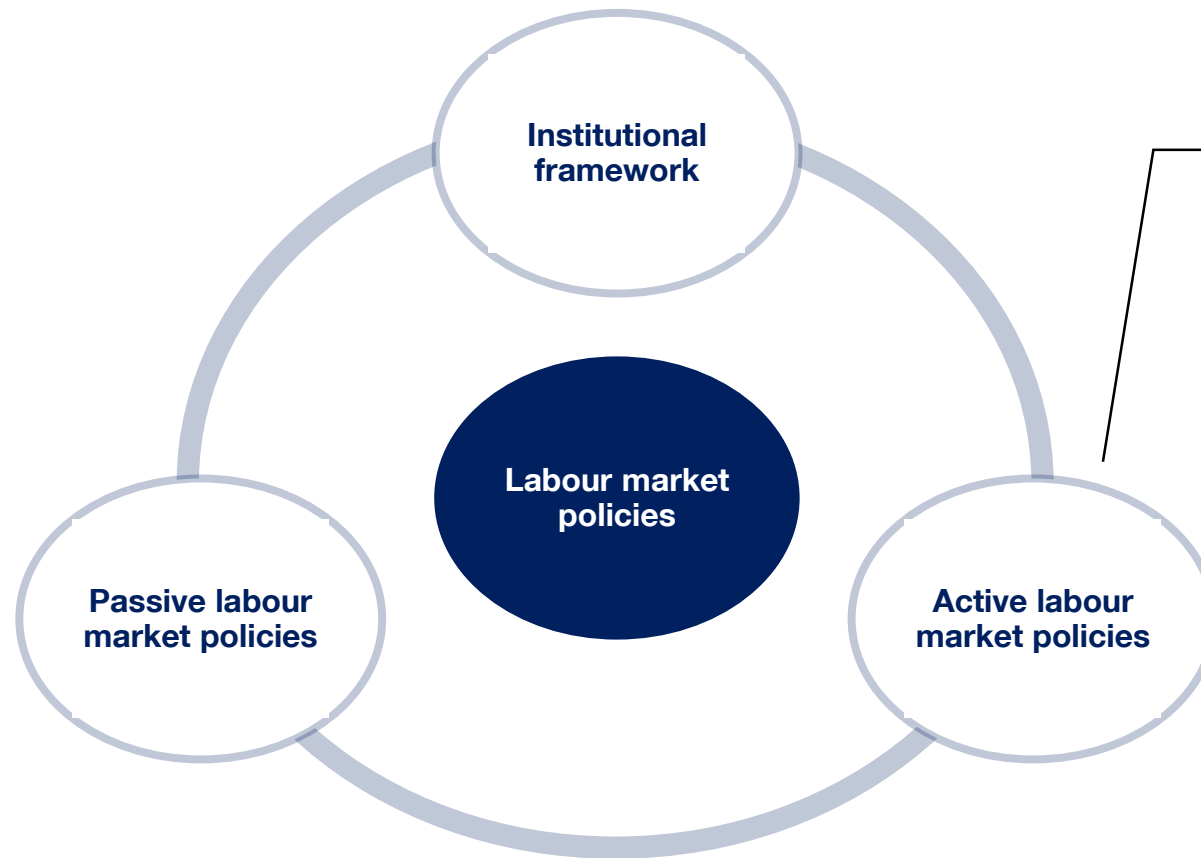 Institutional
framework
Labour market
policies
Passive labour
market policies
Active labour
market policies